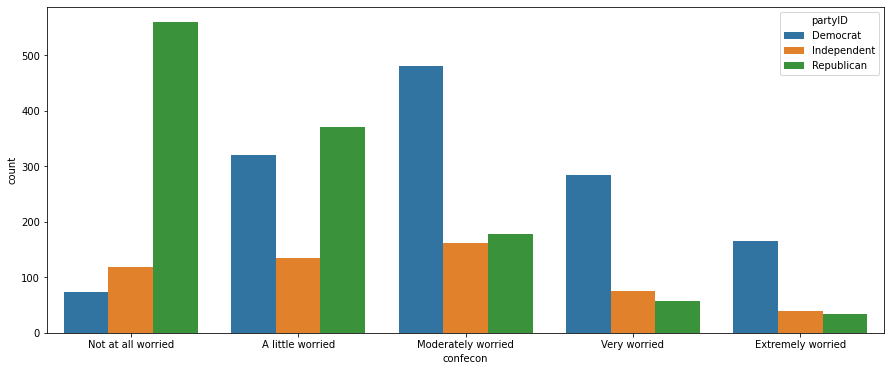 partyID
Democrat
Independent
Republican
count
500
400
300
200
100
0
Not at all worried
A little worried
Moderately worried
Very worried
Extremely worried
confecon